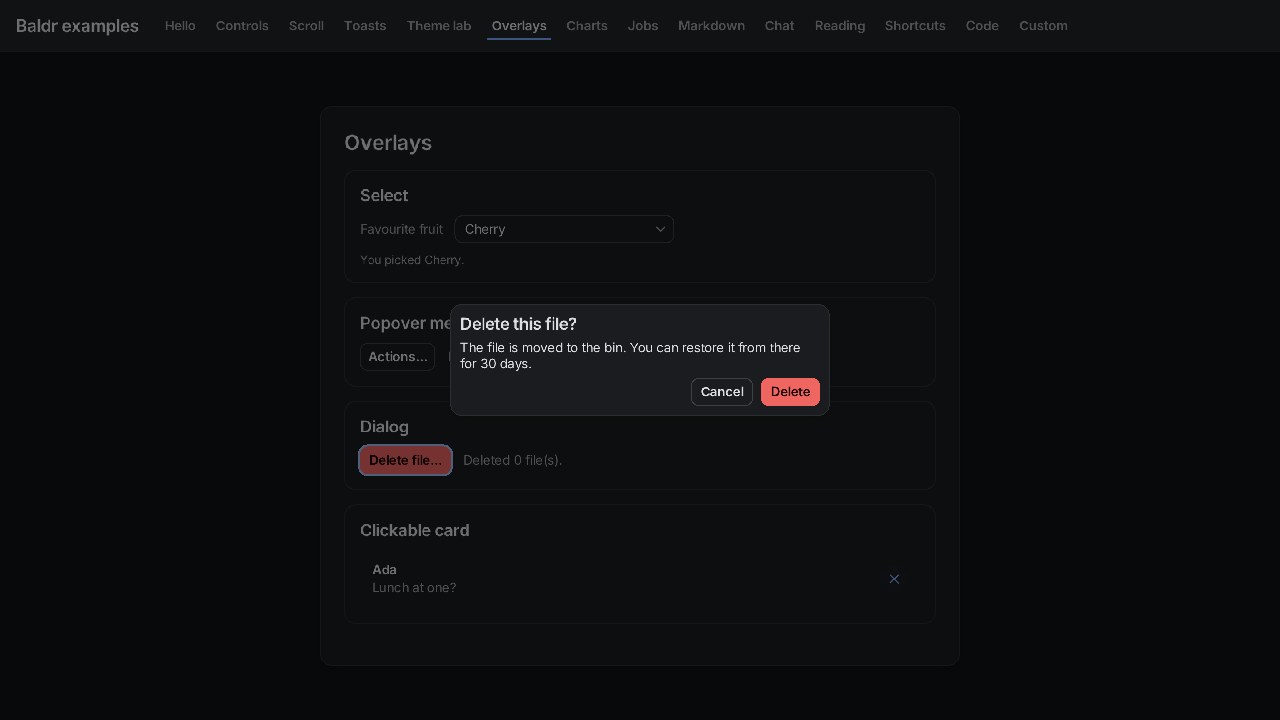 Baldr examples Hello Controls Scroll Toasts Theme lab Overlays Charts Jobs Markdown Chat Reading Shortcuts Code Custom
Overlays
Select
Favourite fruit Cherry
You picked Cherry.
Popover me
Delete this file?
The file is moved to the bin. You can restore it from there
for 30 days.
Actions...
Cancel Delete
Dialog
Delete file... Deleted 0 file(s).
Clickable card
Ada
Lunch at one?